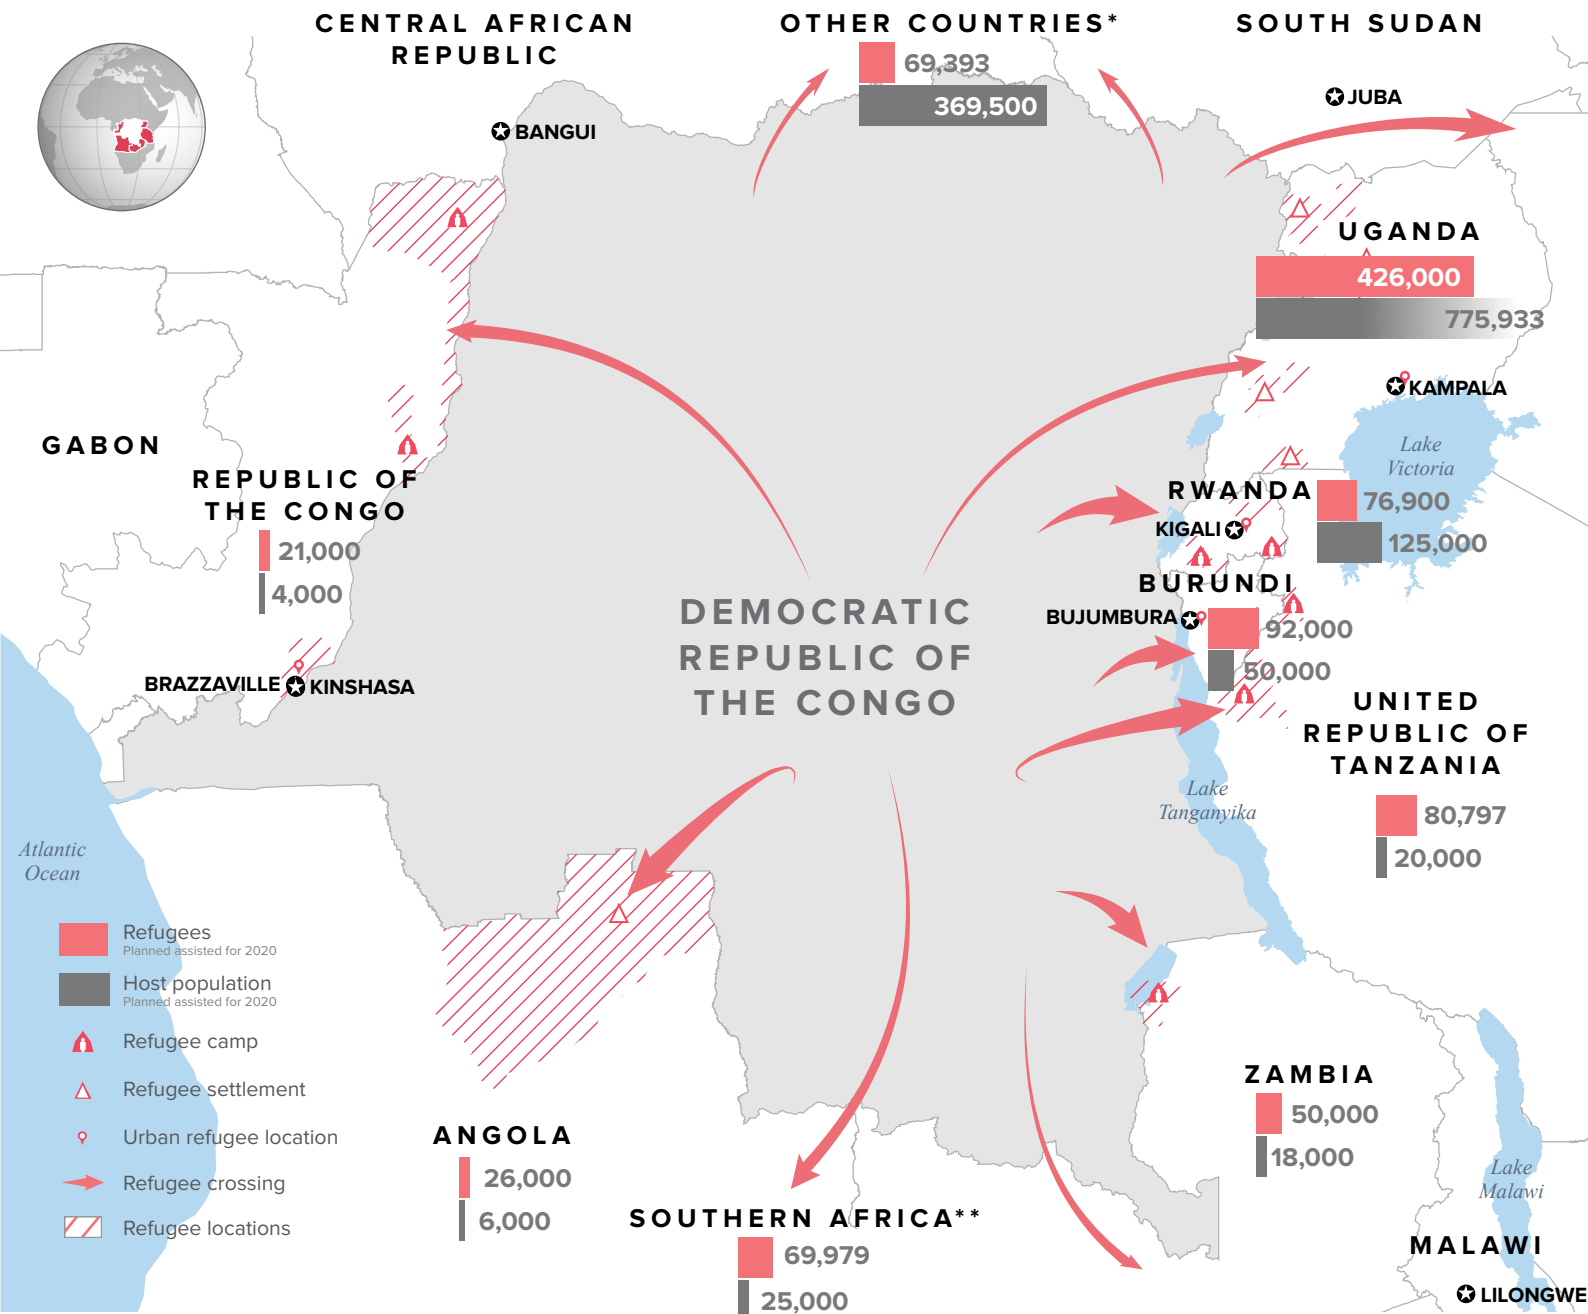 CENTRAL AFRICAN
REPUBLIC
OTHER COUNTRIES*
69,393
369,500
SOUTH SUDAN
JUBA
BANGUI
UGANDA
426,000
775,933
KAMPALA
Lake
Victoria
GABON
REPUBLIC OF
THE CONGO
21,000
4,000
RWANDA
76,900
KIGALI
125,000
BURUNDI
BUJUMBURA
92,000
50,000
DEMOCRATIC
REPUBLIC OF
THE CONGO
BRAZZAVILLE
KINSHASA
UNITED
REPUBLIC OF
TANZANIA
80,797
20,000
Lake
Tanganyika
Atlantic
Ocean
Refugees
Planned assisted for 2020
Host population
Planned assisted for 2020
Refugee camp
Refugee settlement
Urban refugee location
Refugee crossing
Refugee locations
ANGOLA
26,000
6,000
SOUTHERN AFRICA**
69,979
25,000
ZAMBIA
50,000
18,000
Lake
Malawi
MALAWI
LILONGWE